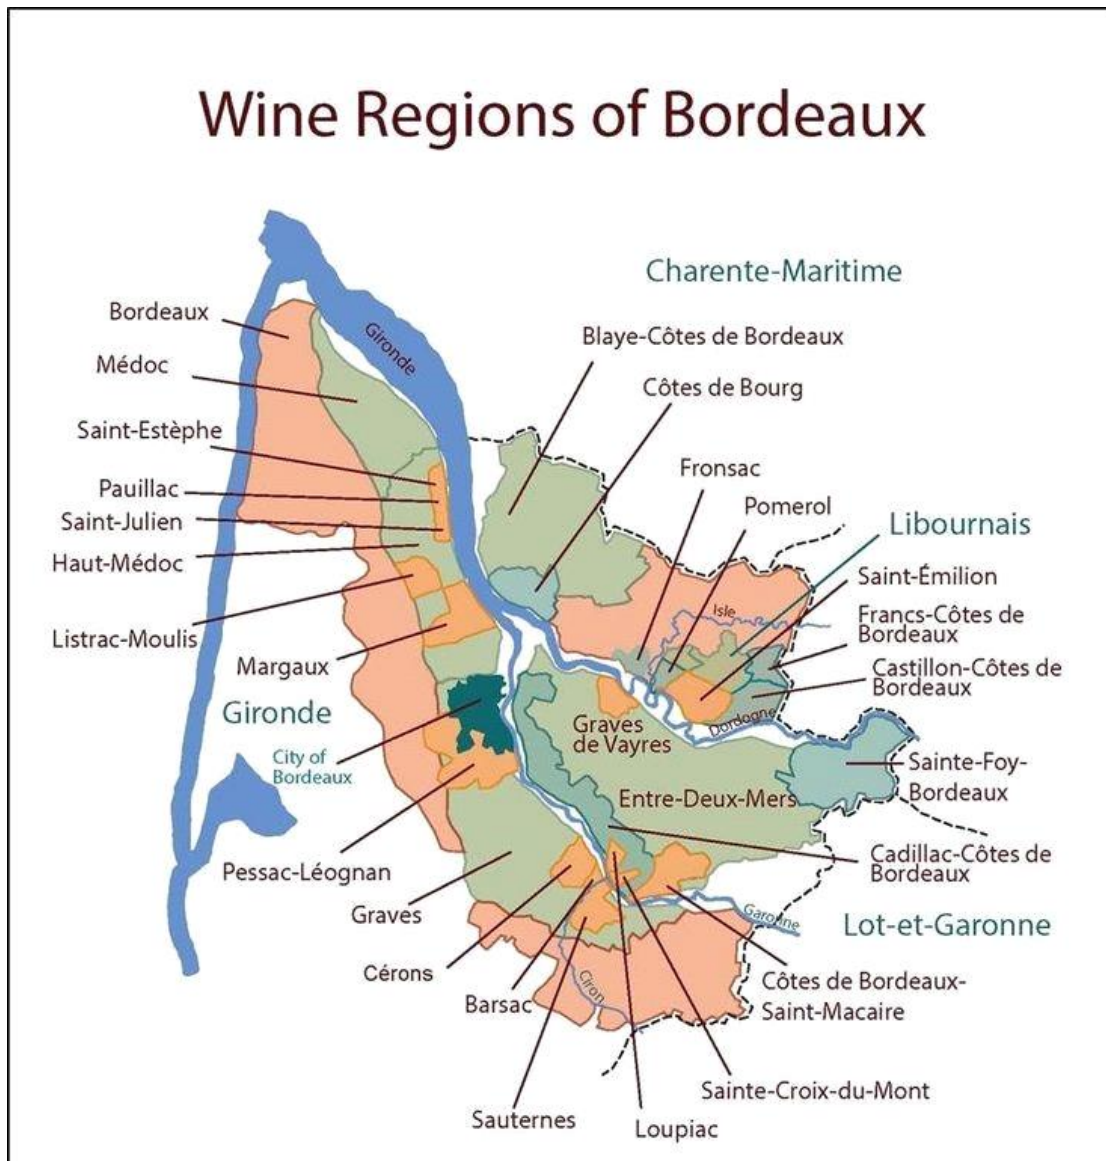 Wine Regions of Bordeaux
Charente-Maritime
Bordeaux
Gironde
Blaye-Côtes de Bordeaux
Médoc
Côtes de Bourg
Saint-Estèphe
Fronsac
Pauillac
Pomerol
Saint-Julien
Libournais
Haut-Médoc
Saint-Émilion
Isle
Francs-Côtes de
Bordeaux
Listrac-Moulis
Margaux
Castillon-Côtes de
Bordeaux
Gironde
Graves
de Vayres
Dordogne
City of
Bordeaux
Sainte-Foy-
Bordeaux
Entre-Deux-Mers
Pessac-Léognan
Cadillac-Côtes de
Bordeaux
Graves
Garonne
Lot-et-Garonne
Cérons
Ciron
Côtes de Bordeaux-
Saint-Macaire
Barsac
Sainte-Croix-du-Mont
Sauternes
Loupiac